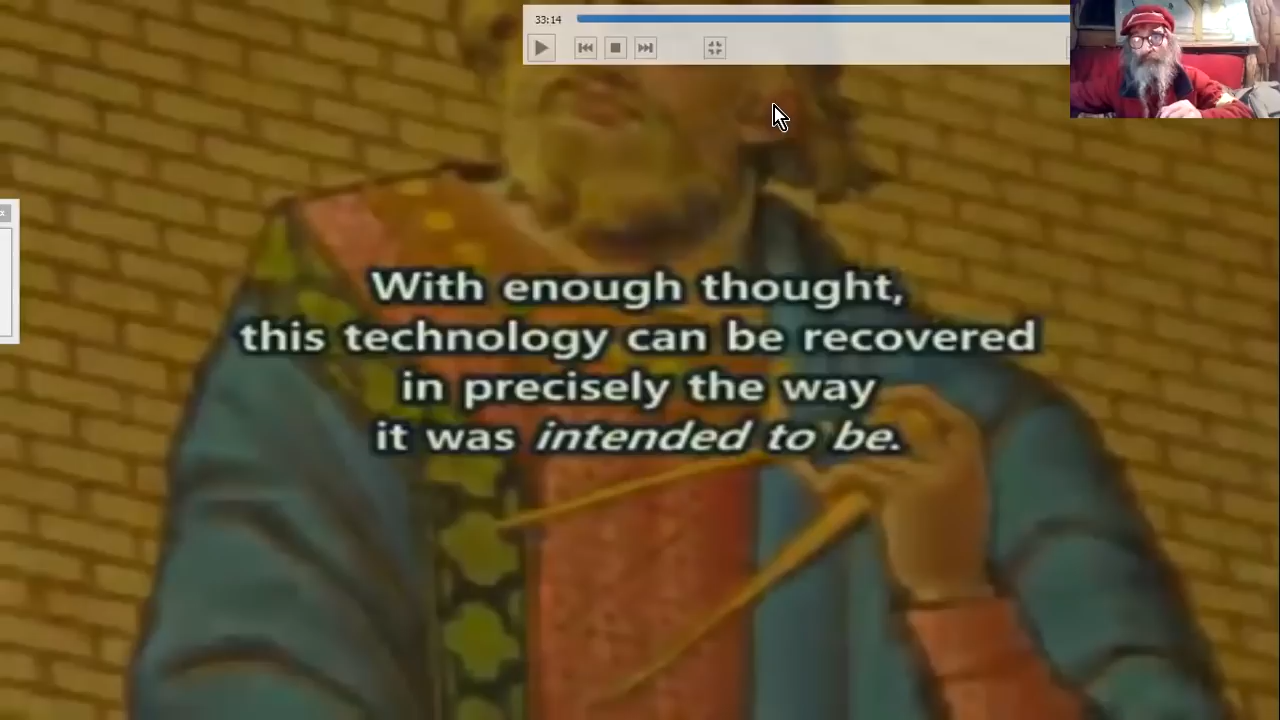 33:14
With enough thought,
this technology can be recovered
in precisely the way
it was intended to be.